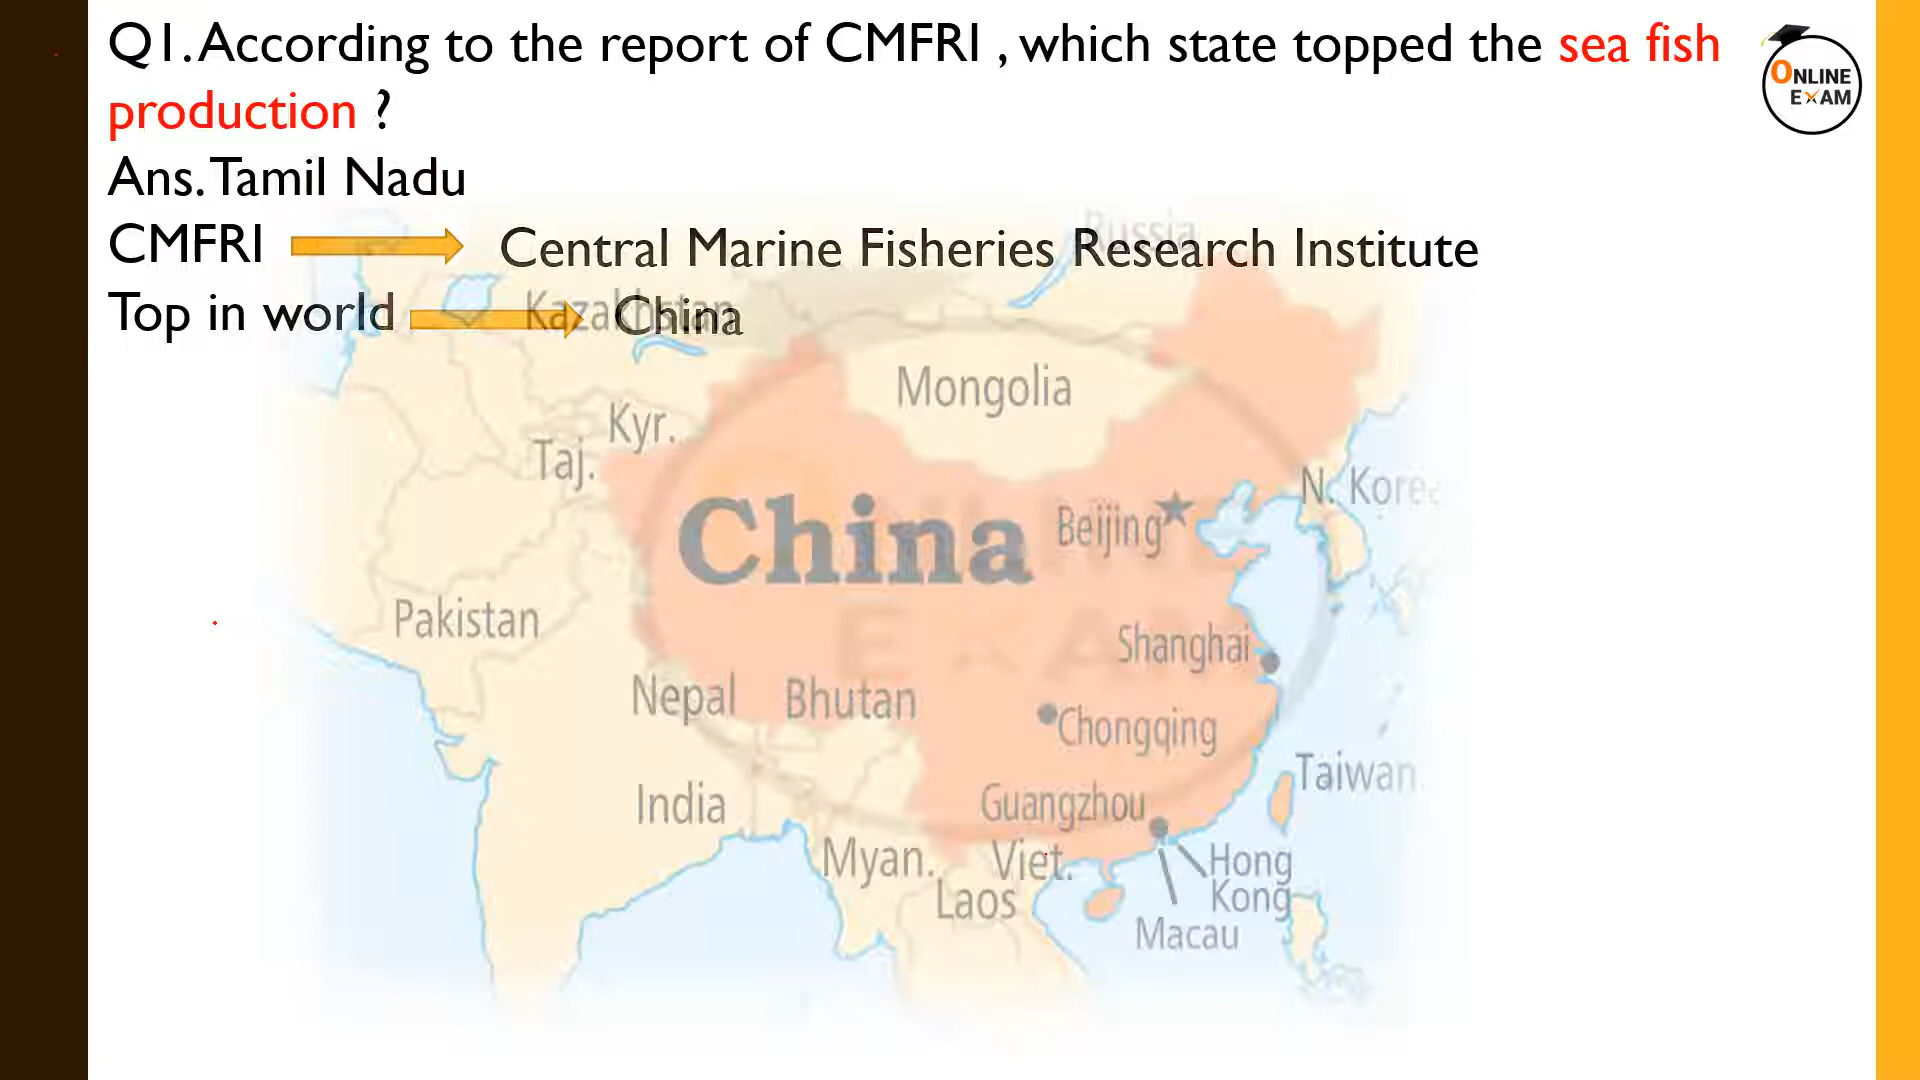 Q1. According to the report of CMFRI , which state topped the sea fish
production ?
Ans. Tamil Nadu
CMFRI Central Marine Fisheries Research Institute
Top in world China
ONLINE
EXAM
Russia
Kazakhstan
Mongolia
Kyr.
Taj.
N. Korea
China
Beijing
Pakistan
Shanghai
Nepal
Bhutan
Chongqing
Taiwan
India
Guangzhou
Myan.
Viet.
Hong
Kong
Laos
Macau